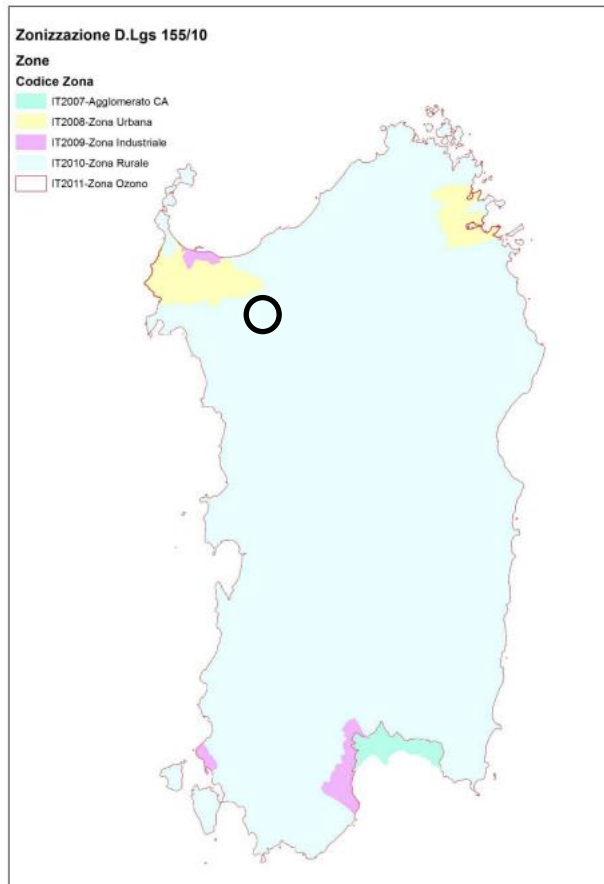 Zonizzazione D.Lgs 155/10
Zone
Codice Zona
IT2007-Agglomerato CA
IT2008-Zona Urbana
IT2009-Zona Industriale
IT2010-Zona Rurale
IT2011-Zona Ozono